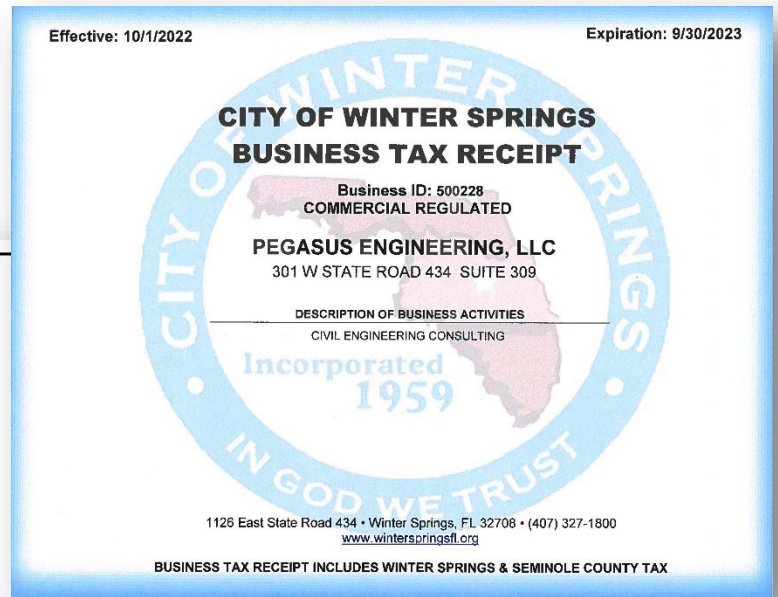 Effective: 10/1/2022
Expiration: 9/30/2023
CITY OF WINTER SPRINGS
BUSINESS TAX RECEIPT
Business ID: 500228
COMMERCIAL REGULATED
PEGASUS ENGINEERING, LLC
301 W STATE ROAD 434 SUITE 309
DESCRIPTION OF BUSINESS ACTIVITIES
CIVIL ENGINEERING CONSULTING
CITY OF WINTER SPRINGS
Incorporated
1959
IN GOD WE TRUST
1126 East State Road 434 • Winter Springs, FL 32708 • (407) 327-1800
www.winterspringsfl.org
BUSINESS TAX RECEIPT INCLUDES WINTER SPRINGS & SEMINOLE COUNTY TAX